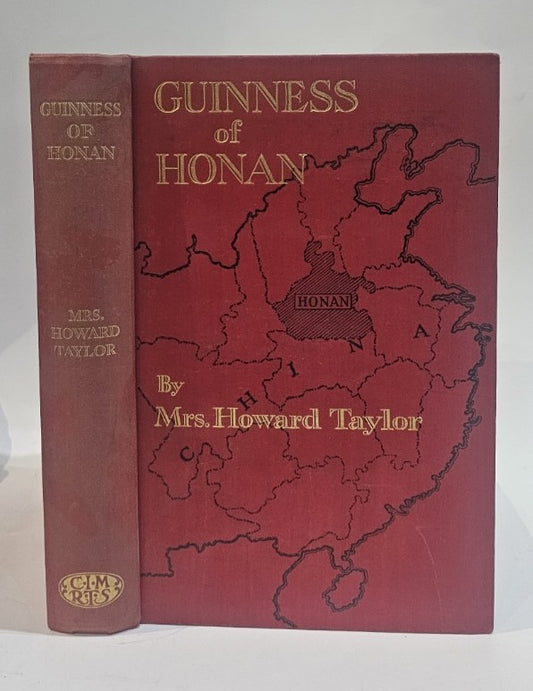 GUINNESS
OF
HONAN
MRS.
HOWARD
TAYLOR
C·I·M
R·T·S
GUINNESS
of
HONAN
HONAN
CHINA
By
Mrs. Howard Taylor